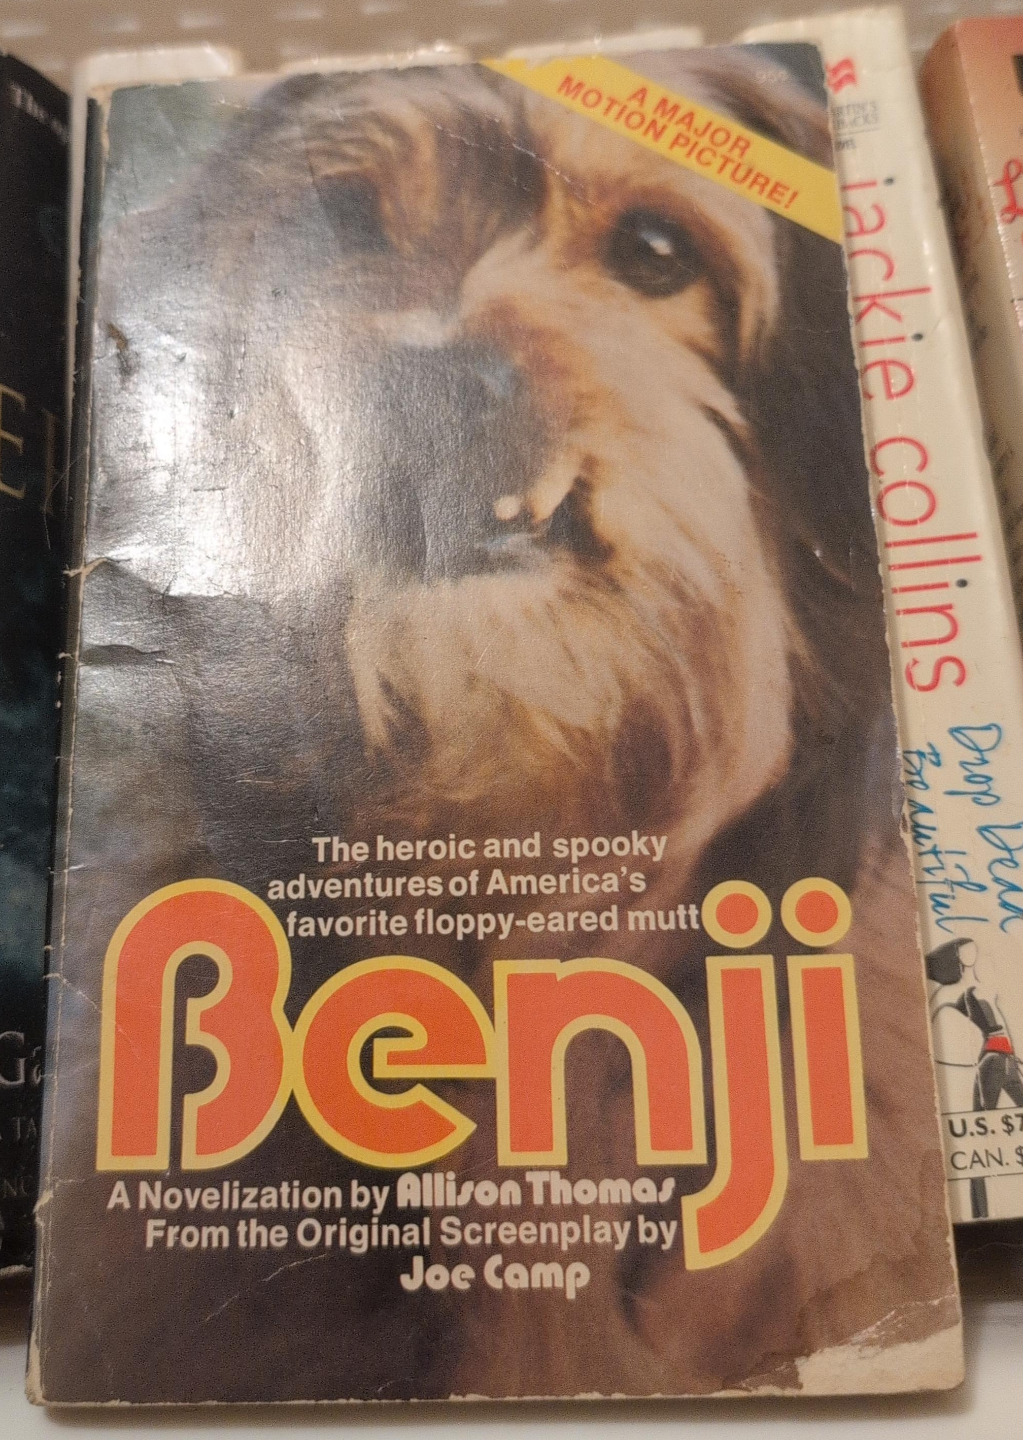 A MAJOR
MOTION PICTURE!
The heroic and spooky
adventures of America's
favorite floppy-eared mutt
Benji
A Novelization by Allison Thomas
From the Original Screenplay by
Joe Camp
jackie collins
Drop Dead
Beautiful
U.S. $7
CAN. $